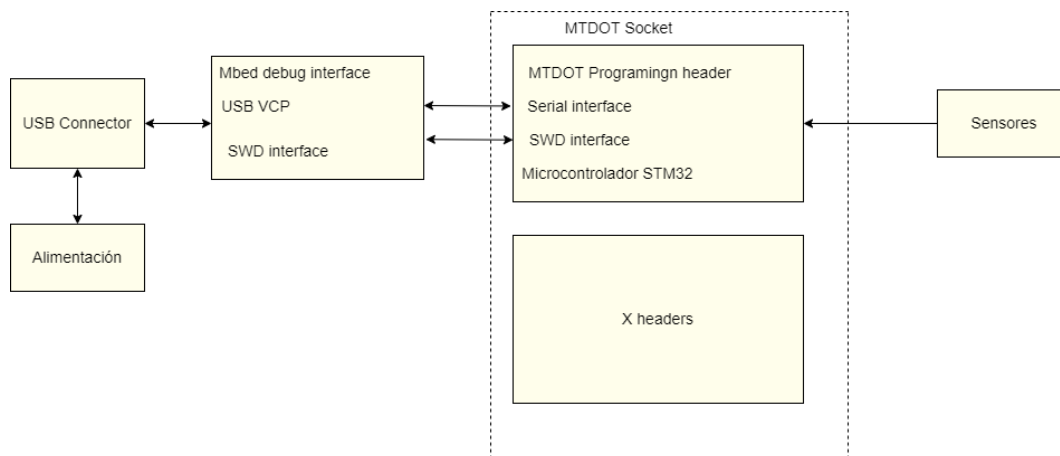 MTDOT Socket
USB Connector
Alimentación
Mbed debug interface
USB VCP
SWD interface
MTDOT Programingn header
Serial interface
SWD interface
Microcontrolador STM32
X headers
Sensores